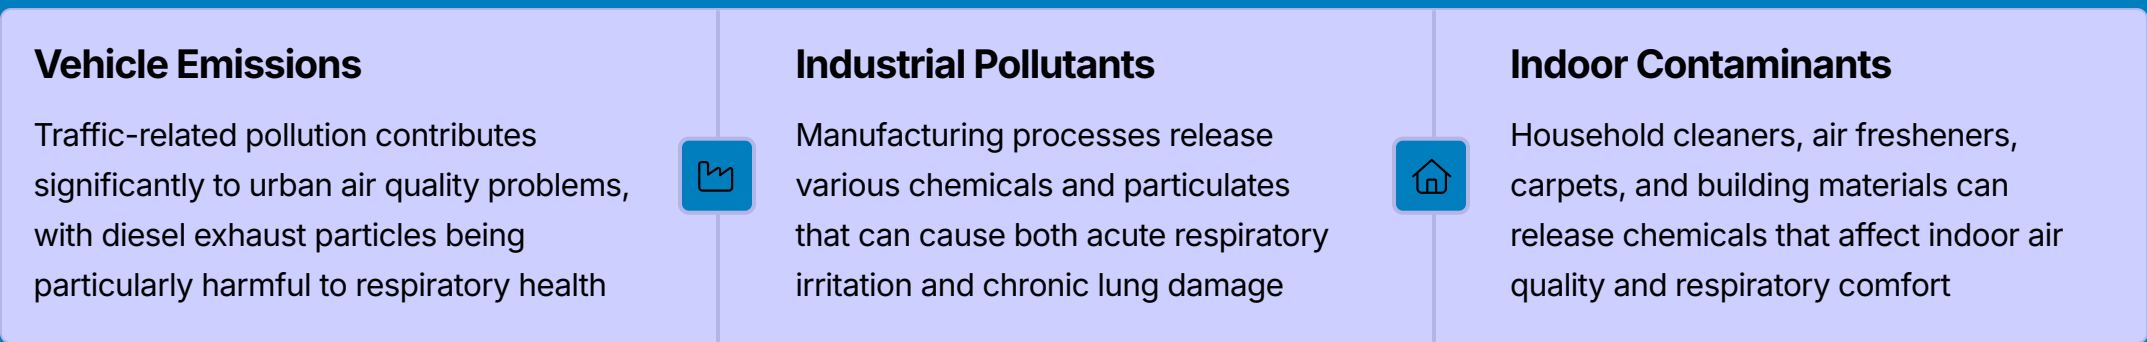 Vehicle Emissions
Traffic-related pollution contributes
significantly to urban air quality problems,
with diesel exhaust particles being
particularly harmful to respiratory health
Industrial Pollutants
Manufacturing processes release
various chemicals and particulates
that can cause both acute respiratory
irritation and chronic lung damage
Indoor Contaminants
Household cleaners, air fresheners,
carpets, and building materials can
release chemicals that affect indoor air
quality and respiratory comfort